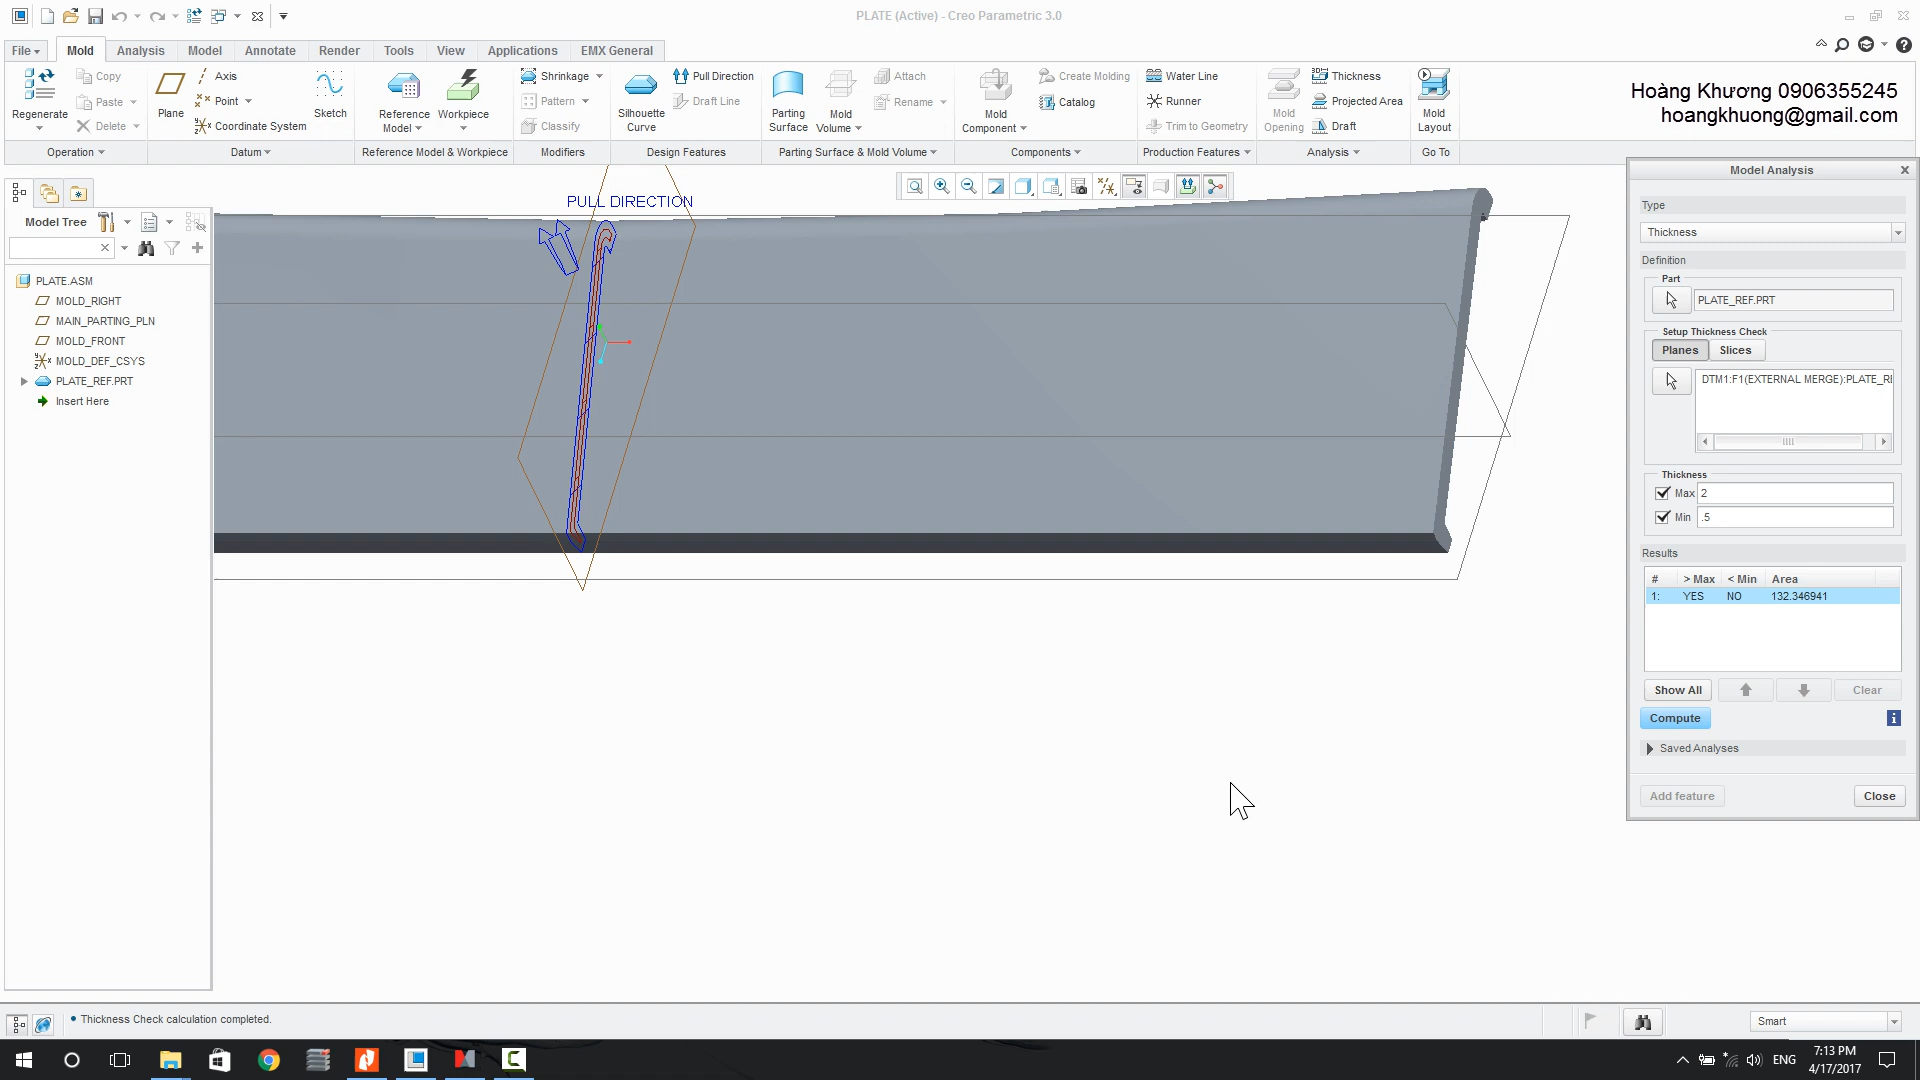 PLATE (Active) - Creo Parametric 3.0
File Mold Analysis Model Annotate Render Tools View Applications EMX General
Regenerate
Copy
Paste
Delete
Operation
Plane
Axis
Point
Coordinate System
Sketch
Datum
Reference Model
Workpiece
Reference Model & Workpiece
Shrinkage
Pattern
Classify
Modifiers
Silhouette Curve
Pull Direction
Draft Line
Design Features
Parting Surface
Mold Volume
Attach
Rename
Parting Surface & Mold Volume
Mold Component
Create Molding
Catalog
Components
Water Line
Runner
Trim to Geometry
Production Features
Mold Opening
Thickness
Projected Area
Draft
Analysis
Mold Layout
Go To
Hoàng Khương 0906355245
hoangkhuong@gmail.com
Model Tree
PLATE.ASM
MOLD_RIGHT
MAIN_PARTING_PLN
MOLD_FRONT
MOLD_DEF_CSYS
PLATE_REF.PRT
Insert Here
PULL DIRECTION
Model Analysis
Type
Thickness
Definition
Part
PLATE_REF.PRT
Setup Thickness Check
Planes Slices
DTM1:F1(EXTERNAL MERGE):PLATE_RE
Thickness
Max 2
Min .5
Results
# > Max < Min Area
1: YES NO 132.346941
Show All Clear
Compute
Saved Analyses
Add feature Close
Thickness Check calculation completed.
Smart
ENG
7:13 PM
4/17/2017